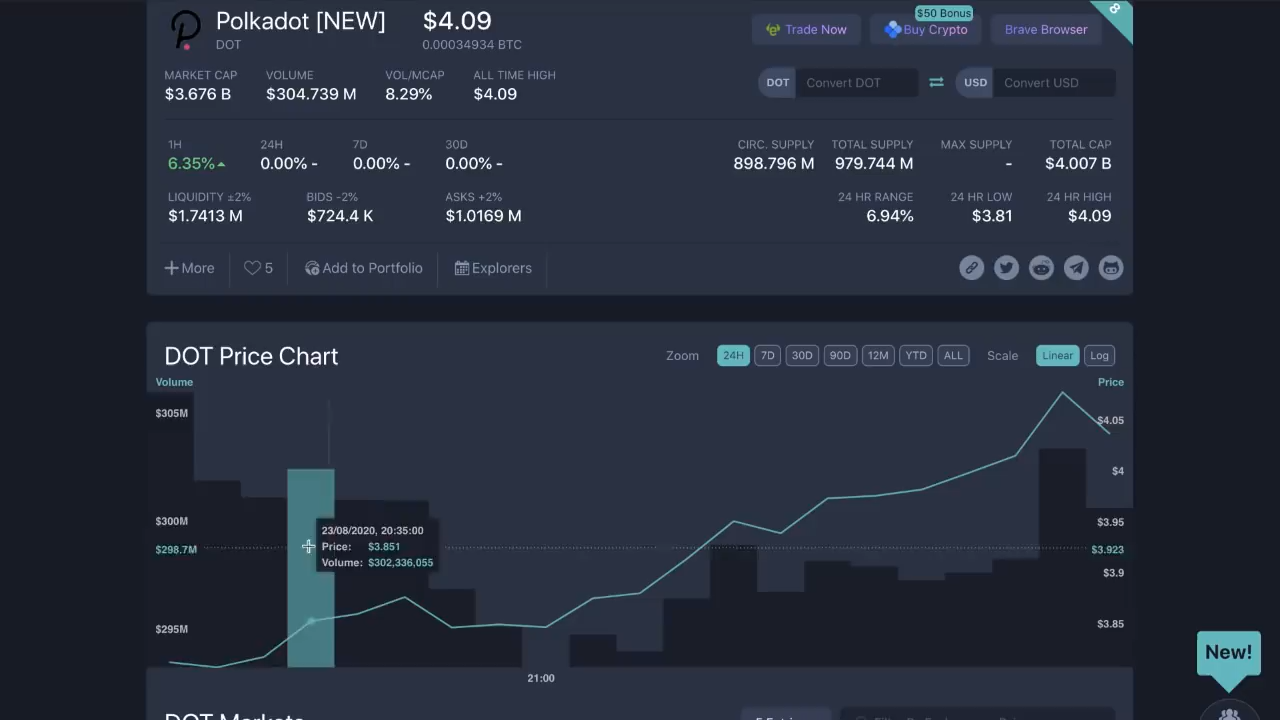 Polkadot [NEW]
$4.09
DOT
0.00034934 BTC
Trade Now
$50 Bonus
Buy Crypto
Brave Browser
MARKET CAP
VOLUME
VOL/MCAP
ALL TIME HIGH
$3.676 B
$304.739 M
8.29%
$4.09
DOT
Convert DOT
USD
Convert USD
1H
24H
7D
30D
6.35%
0.00% -
0.00% -
0.00% -
CIRC. SUPPLY
TOTAL SUPPLY
MAX SUPPLY
TOTAL CAP
898.796 M
979.744 M
-
$4.007 B
LIQUIDITY ±2%
BIDS -2%
ASKS +2%
$1.7413 M
$724.4 K
$1.0169 M
24 HR RANGE
24 HR LOW
24 HR HIGH
6.94%
$3.81
$4.09
More
5
Add to Portfolio
Explorers
DOT Price Chart
Zoom
24H
7D
30D
90D
12M
YTD
ALL
Scale
Linear
Log
Volume
Price
$305M
$300M
$298.7M
$295M
$4.05
$4
$3.95
$3.923
$3.9
$3.85
23/08/2020, 20:35:00
Price: $3.851
Volume: $302,336,055
21:00
New!
DOT Markets